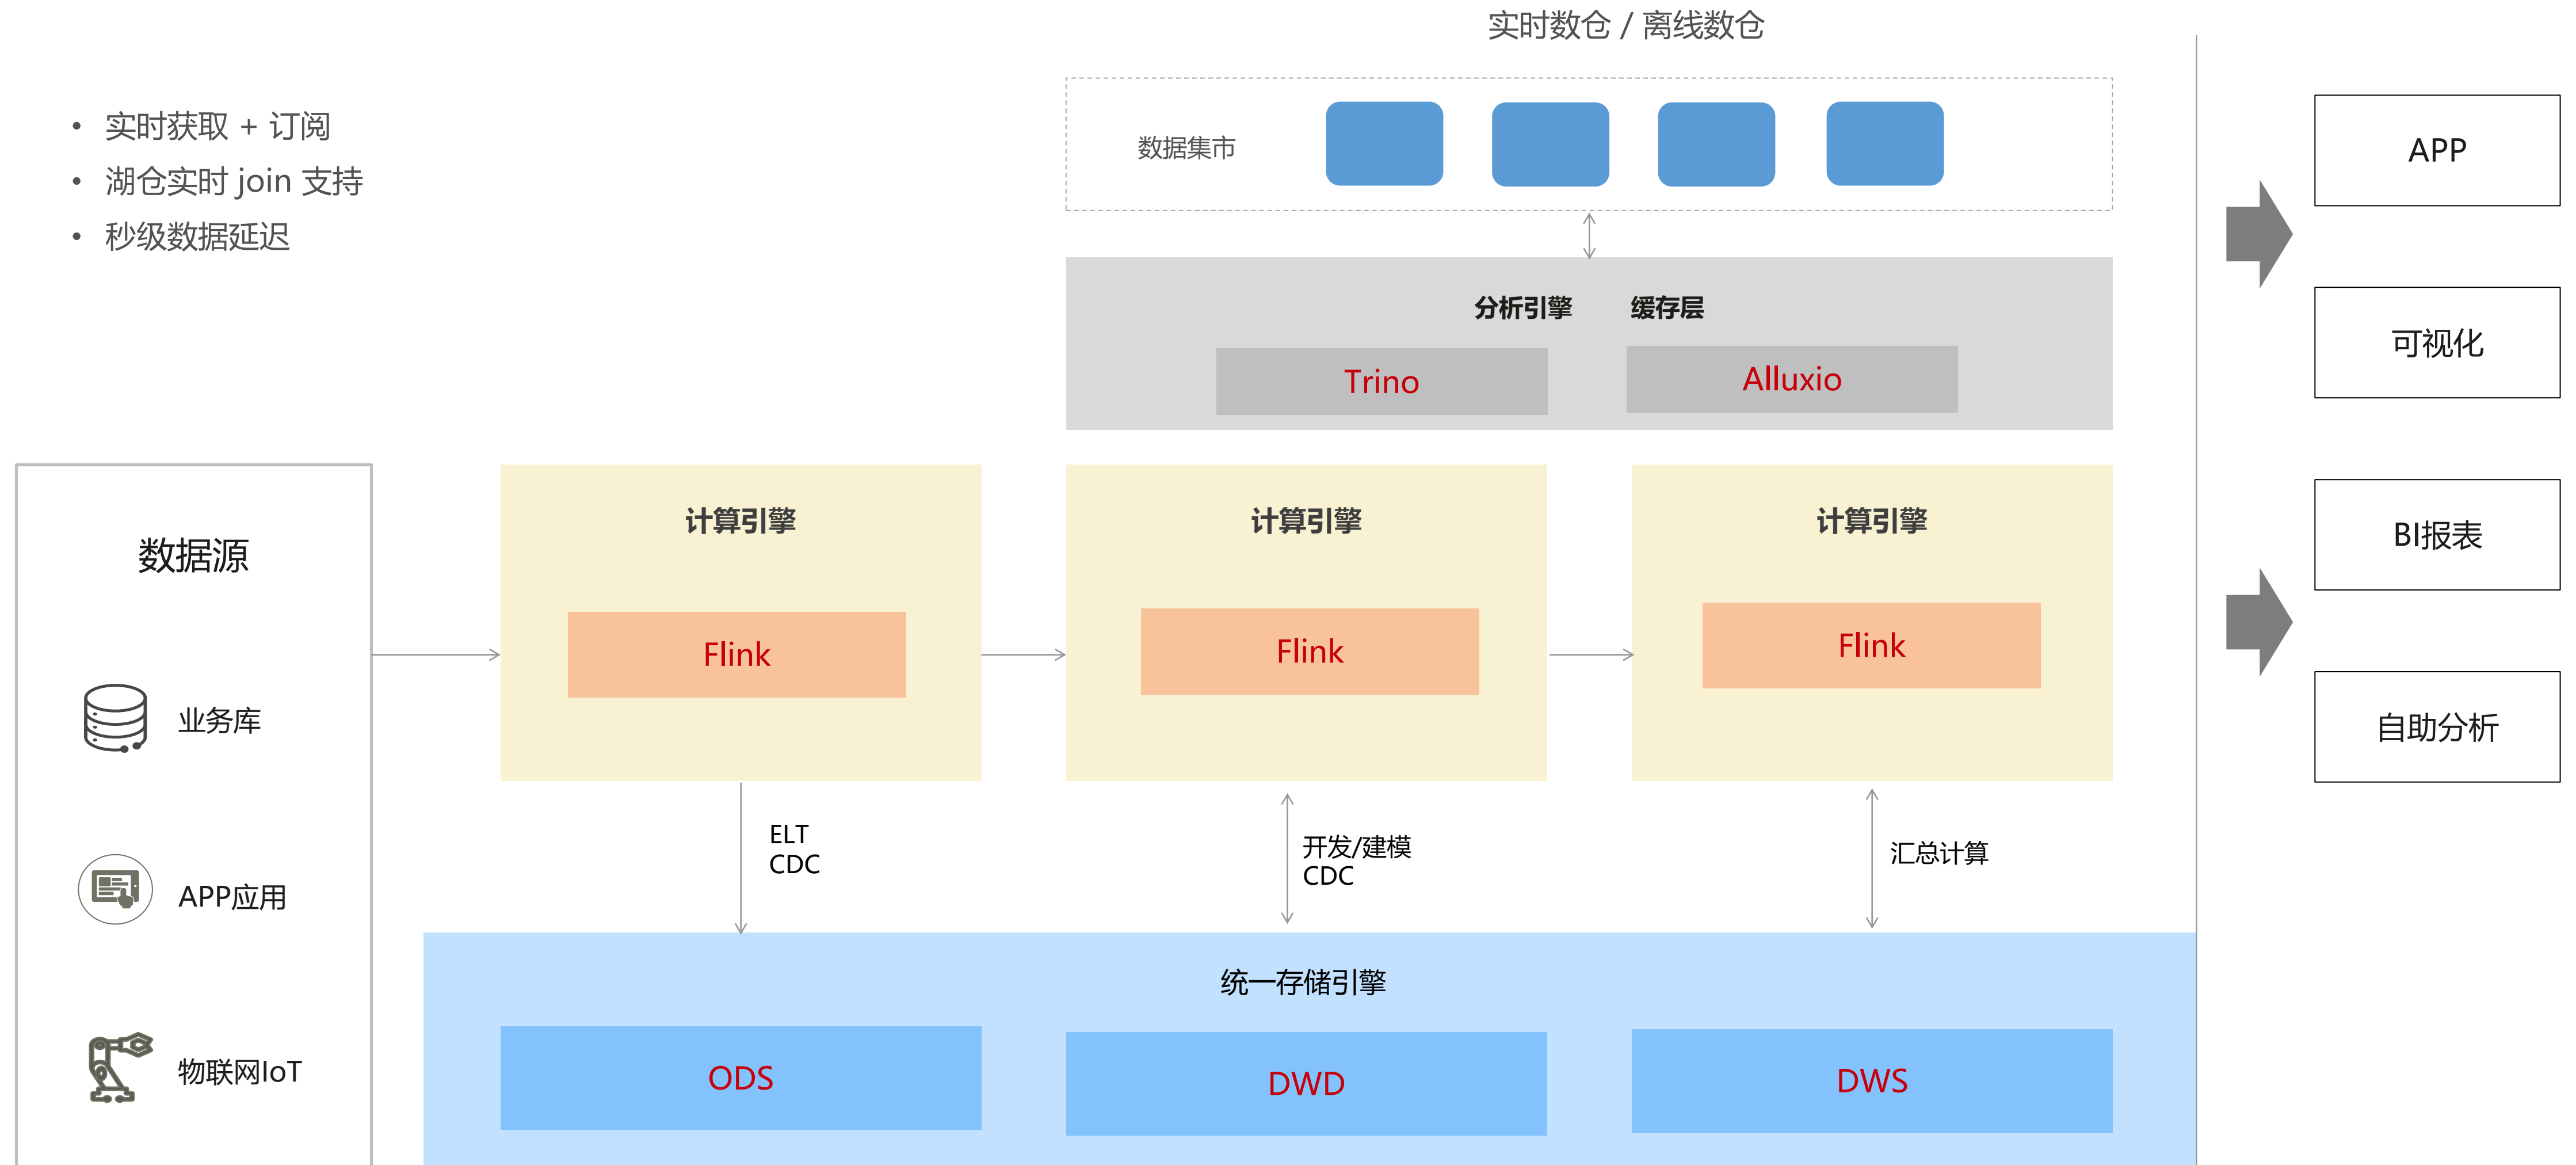 实时数仓 / 离线数仓
• 实时获取 + 订阅
• 湖仓实时 join 支持
• 秒级数据延迟
数据集市
分析引擎 缓存层
Trino Alluxio
数据源
业务库
APP应用
物联网IoT
计算引擎
Flink
计算引擎
Flink
计算引擎
Flink
ELT
CDC
开发/建模
CDC
汇总计算
统一存储引擎
ODS DWD DWS
APP
可视化
BI报表
自助分析